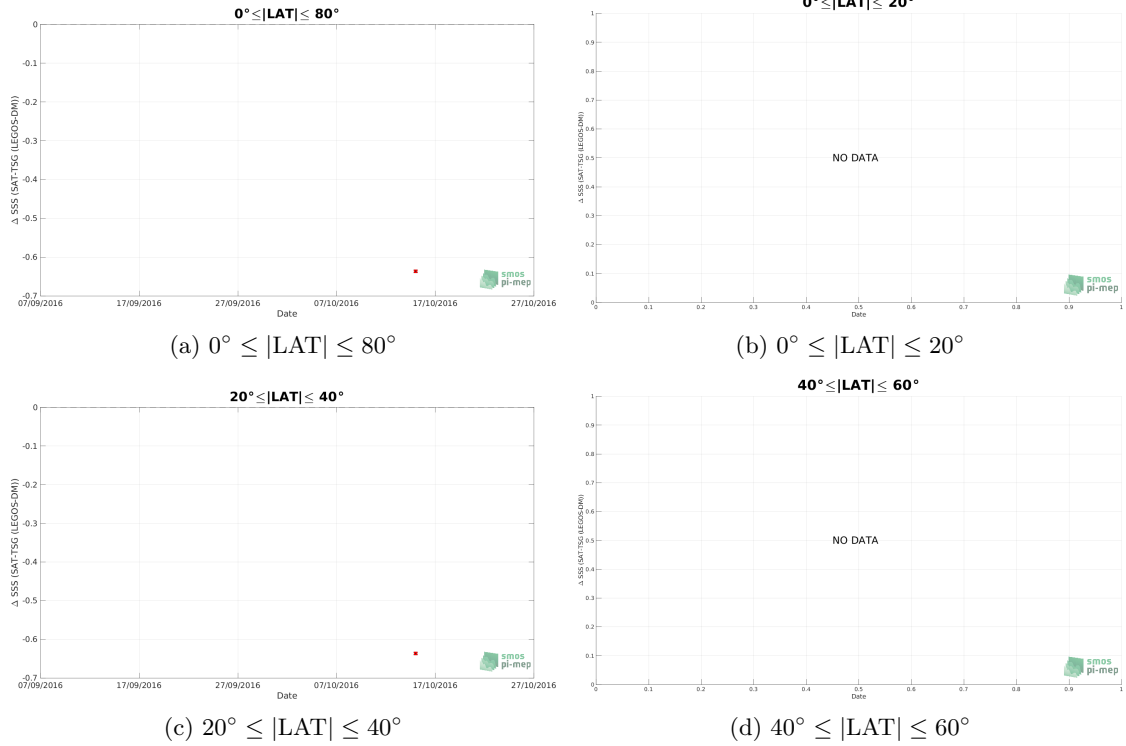 0°≤|LAT|≤ 80°
0
-0.1
-0.2
-0.3
-0.4
-0.5
-0.6
-0.7
Δ SSS (SAT-TSG (LEGOS-DM))
07/09/2016 17/09/2016 27/09/2016 07/10/2016 17/10/2016 27/10/2016
Date
smos
pi-mep
(a) 0° ≤ |LAT| ≤ 80°
0°≤|LAT|≤ 20°
1
0.9
0.8
0.7
0.6
0.5
0.4
0.3
0.2
0.1
0
Δ SSS (SAT-TSG (LEGOS-DM))
NO DATA
0 0.1 0.2 0.3 0.4 0.5 0.6 0.7 0.8 0.9 1
Date
smos
pi-mep
(b) 0° ≤ |LAT| ≤ 20°
20°≤|LAT|≤ 40°
0
-0.1
-0.2
-0.3
-0.4
-0.5
-0.6
-0.7
Δ SSS (SAT-TSG (LEGOS-DM))
07/09/2016 17/09/2016 27/09/2016 07/10/2016 17/10/2016 27/10/2016
Date
smos
pi-mep
(c) 20° ≤ |LAT| ≤ 40°
40°≤|LAT|≤ 60°
1
0.9
0.8
0.7
0.6
0.5
0.4
0.3
0.2
0.1
0
Δ SSS (SAT-TSG (LEGOS-DM))
NO DATA
0 0.1 0.2 0.3 0.4 0.5 0.6 0.7 0.8 0.9 1
Date
smos
pi-mep
(d) 40° ≤ |LAT| ≤ 60°